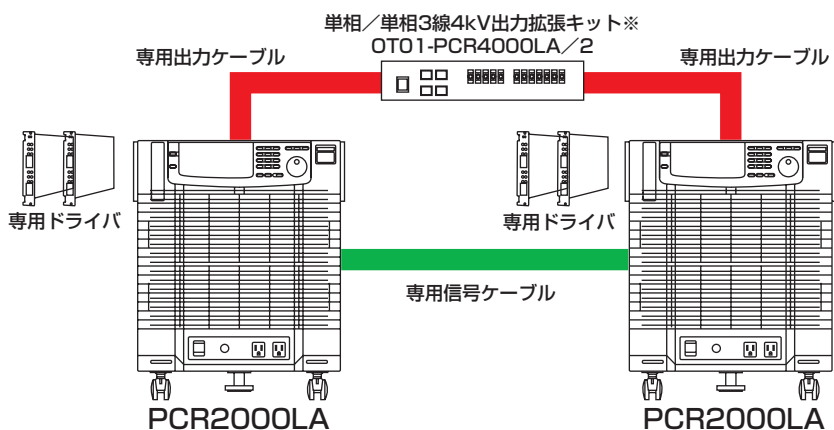 単相／単相3線4kV出力拡張キット※
OT01-PCR4000LA／2
専用出力ケーブル
専用出力ケーブル
専用ドライバ
専用ドライバ
専用信号ケーブル
PCR2000LA
PCR2000LA